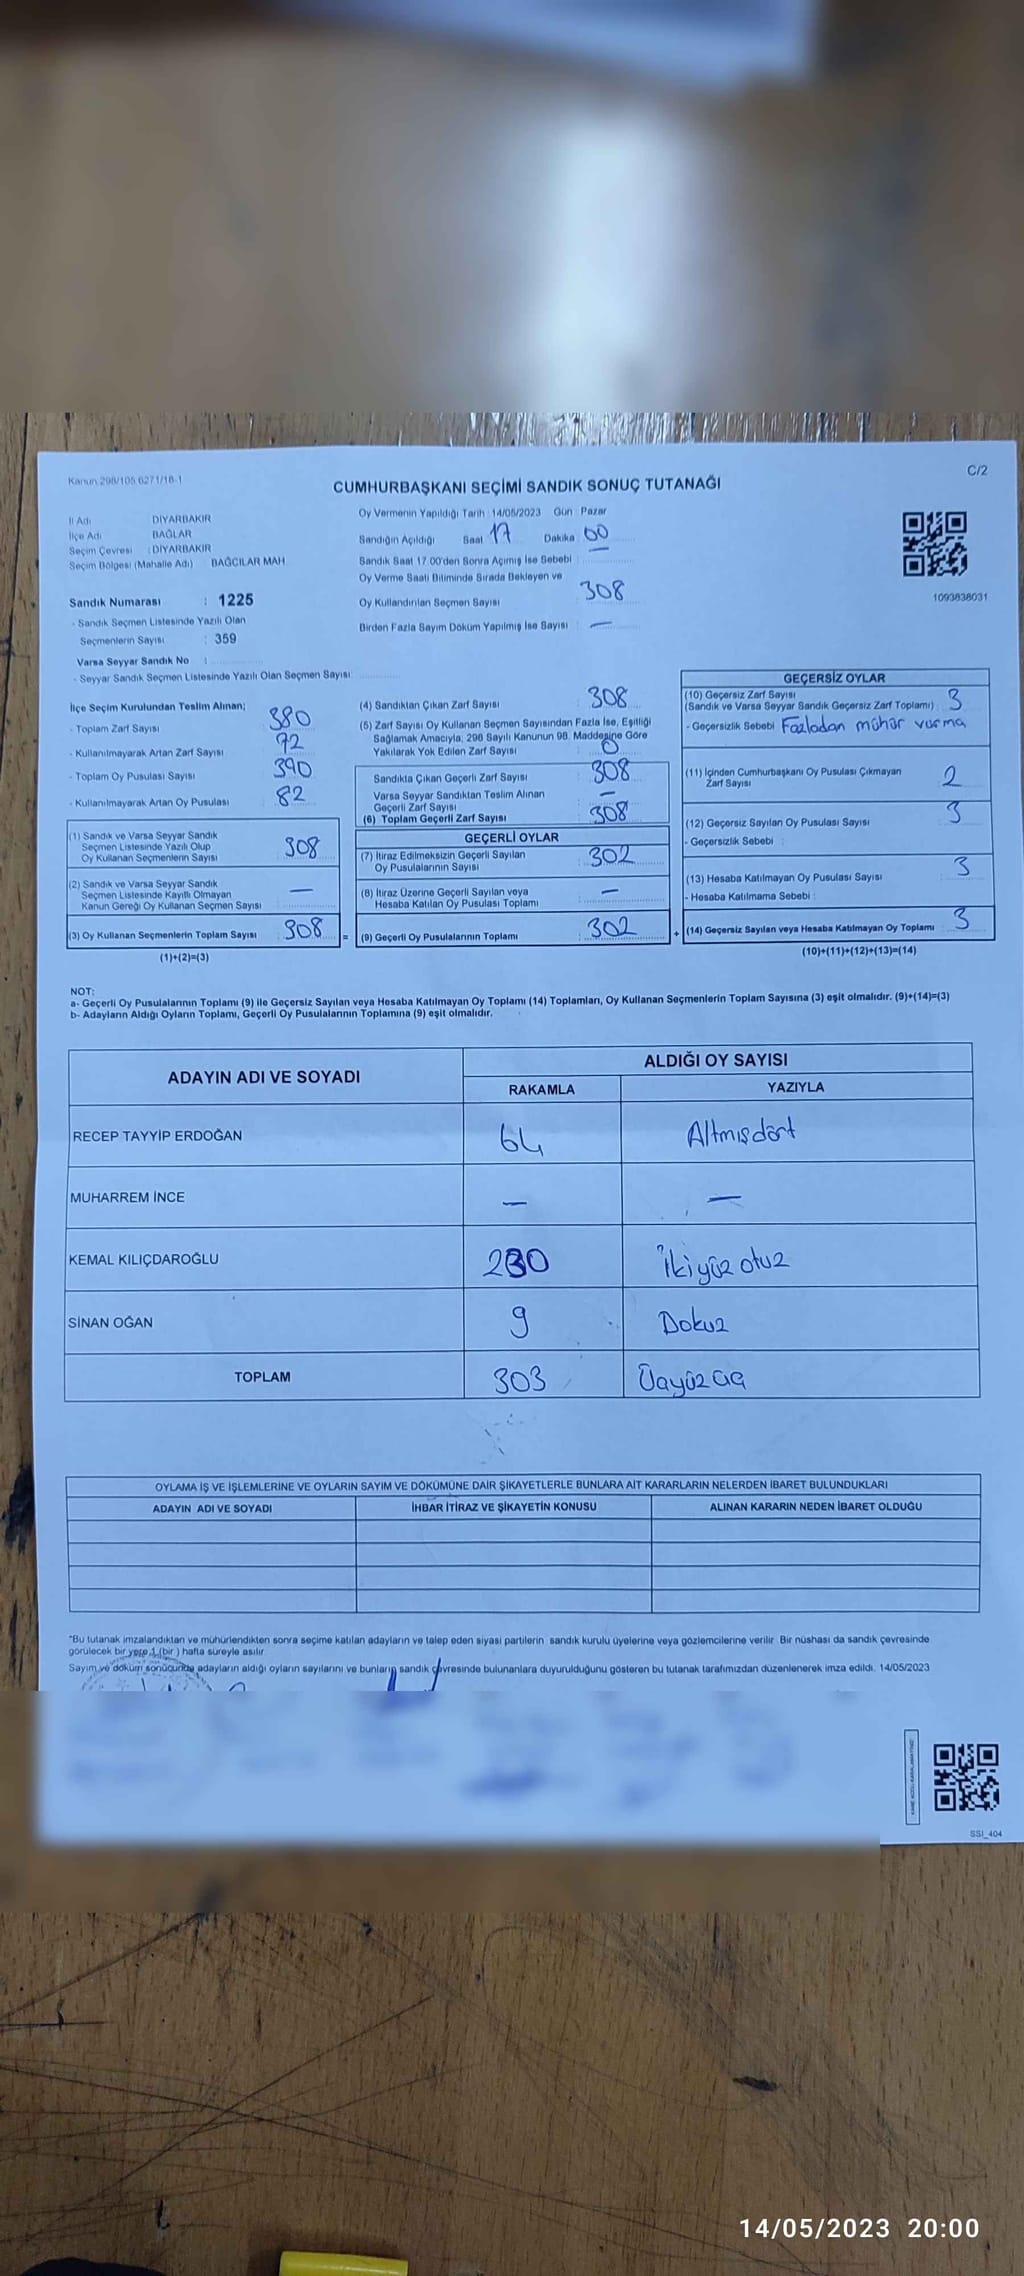 Kanun 298/105 6271/18-1
C/2
CUMHURBAŞKANI SEÇİMİ SANDIK SONUÇ TUTANAĞI
İl Adı DİYARBAKIR
İlçe Adı BAĞLAR
Seçim Çevresi : DİYARBAKIR
Seçim Bölgesi (Mahalle Adı) BAĞCILAR MAH
Sandık Numarası : 1225
- Sandık Seçmen Listesinde Yazılı Olan
Seçmenlerin Sayısı : 359
Varsa Seyyar Sandık No :
- Seyyar Sandık Seçmen Listesinde Yazılı Olan Seçmen Sayısı:
Oy Vermenin Yapıldığı Tarih : 14/05/2023 Gün : Pazar
Sandığın Açıldığı Saat 17 Dakika 00
Sandık Saat 17.00'den Sonra Açımış İse Sebebi : —
Oy Verme Saati Bitiminde Sırada Bekleyen ve
Oy Kullandırılan Seçmen Sayısı : 308
Birden Fazla Sayım Döküm Yapılmış İse Sayısı : —
1093838031
İlçe Seçim Kurulundan Teslim Alınan;
- Toplam Zarf Sayısı : 380
- Kullanılmayarak Artan Zarf Sayısı : 72
- Toplam Oy Pusulası Sayısı : 390
- Kullanılmayarak Artan Oy Pusulası : 82
(1) Sandık ve Varsa Seyyar Sandık
Seçmen Listesinde Yazılı Olup
Oy Kullanan Seçmenlerin Sayısı : 308
(2) Sandık ve Varsa Seyyar Sandık
Seçmen Listesinde Kayıtlı Olmayan
Kanun Gereği Oy Kullanan Seçmen Sayısı : —
(3) Oy Kullanan Seçmenlerin Toplam Sayısı : 308 =
(1)+(2)=(3)
(4) Sandıktan Çıkan Zarf Sayısı : 308
(5) Zarf Sayısı Oy Kullanan Seçmen Sayısından Fazla İse, Eşitliği
Sağlamak Amacıyla, 298 Sayılı Kanunun 98. Maddesine Göre
Yakılarak Yok Edilen Zarf Sayısı : 0
Sandıkta Çıkan Geçerli Zarf Sayısı : 308
Varsa Seyyar Sandıktan Teslim Alınan
Geçerli Zarf Sayısı : —
(6) Toplam Geçerli Zarf Sayısı : 308
GEÇERLİ OYLAR
(7) İtiraz Edilmeksizin Geçerli Sayılan
Oy Pusulalarının Sayısı : 302
(8) İtiraz Üzerine Geçerli Sayılan veya
Hesaba Katılan Oy Pusulası Toplamı : —
(9) Geçerli Oy Pusulalarının Toplamı : 302 +
GEÇERSİZ OYLAR
(10) Geçersiz Zarf Sayısı
(Sandık ve Varsa Seyyar Sandık Geçersiz Zarf Toplamı) : 3
- Geçersizlik Sebebi Fazladan mühür vurma
(11) İçinden Cumhurbaşkanı Oy Pusulası Çıkmayan
Zarf Sayısı 2
(12) Geçersiz Sayılan Oy Pusulası Sayısı : 3
- Geçersizlik Sebebi :
(13) Hesaba Katılmayan Oy Pusulası Sayısı 3
- Hesaba Katılmama Sebebi :
(14) Geçersiz Sayılan veya Hesaba Katılmayan Oy Toplamı : 3
(10)+(11)+(12)+(13)=(14)
NOT:
a- Geçerli Oy Pusulalarının Toplamı (9) ile Geçersiz Sayılan veya Hesaba Katılmayan Oy Toplamı (14) Toplamları, Oy Kullanan Seçmenlerin Toplam Sayısına (3) eşit olmalıdır. (9)+(14)=(3)
b- Adayların Aldığı Oyların Toplamı, Geçerli Oy Pusulalarının Toplamına (9) eşit olmalıdır.
ADAYIN ADI VE SOYADI
ALDIĞI OY SAYISI
RAKAMLA YAZIYLA
RECEP TAYYİP ERDOĞAN 64 Altmışdört
MUHARREM İNCE — —
KEMAL KILIÇDAROĞLU 230 İkiyüz otuz
SİNAN OĞAN 9 Dokuz
TOPLAM 303 Üçyüz üç
OYLAMA İŞ VE İŞLEMLERİNE VE OYLARIN SAYIM VE DÖKÜMÜNE DAİR ŞİKAYETLERLE BUNLARA AİT KARARLARIN NELERDEN İBARET BULUNDUKLARI
ADAYIN ADI VE SOYADI İHBAR İTİRAZ VE ŞİKAYETİN KONUSU ALINAN KARARIN NEDEN İBARET OLDUĞU
*Bu tutanak imzalandıktan ve mühürlendikten sonra seçime katılan adayların ve talep eden siyasi partilerin sandık kurulu üyelerine veya gözlemcilerine verilir Bir nüshası da sandık çevresinde
görülecek bir yere 1 (bir) hafta süreyle asılır
Sayım ve döküm sonucunda adayların aldığı oyların sayılarını ve bunların sandık çevresinde bulunanlara duyurulduğunu gösteren bu tutanak tarafımızdan düzenlenerek imza edildi. 14/05/2023
SSI_404
14/05/2023 20:00